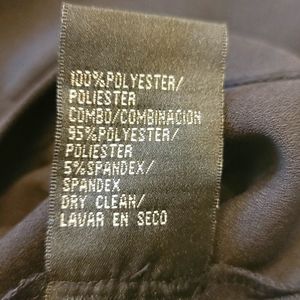 100%POLYESTER/
POLIESTER
COMBO/COMBINACION
95%POLYESTER/
POLIESTER
5%SPANDEX/
SPANDEX
DRY CLEAN/
LAVAR EN SECO